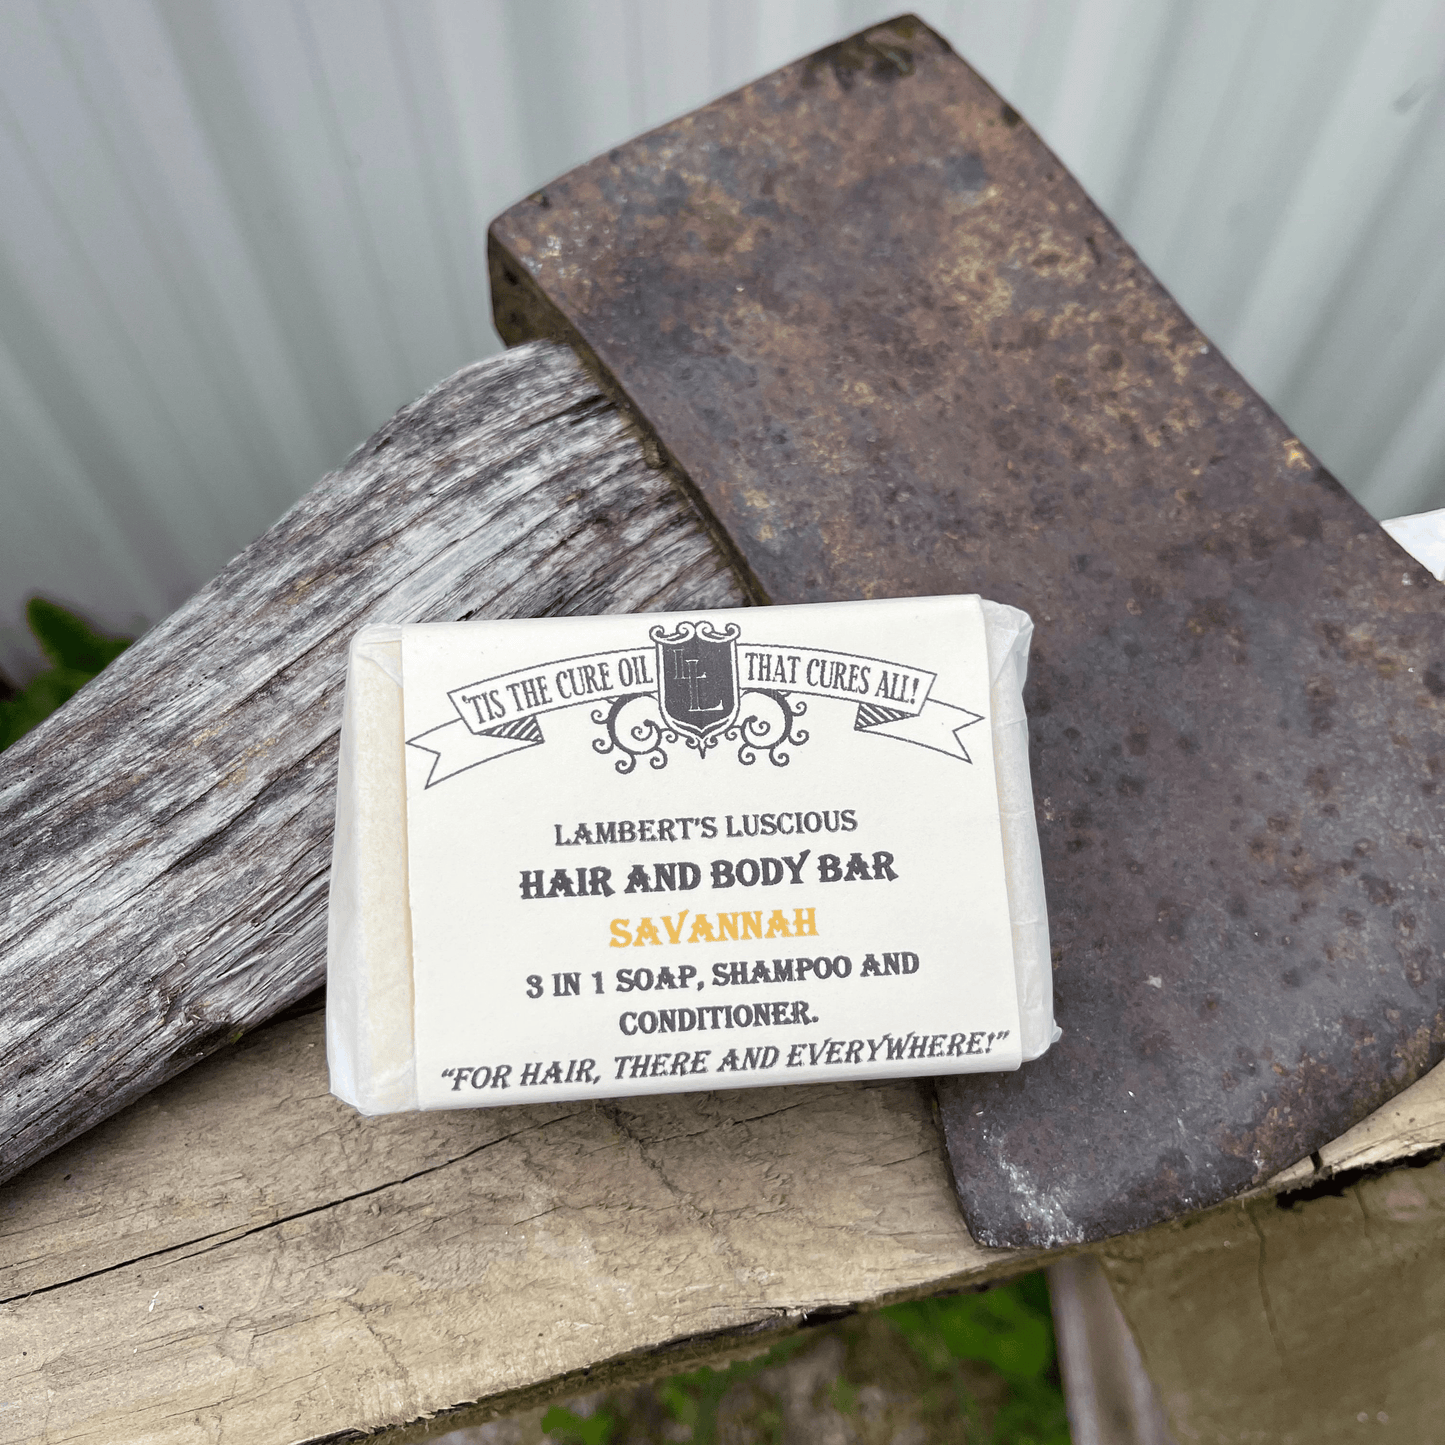 'TIS THE CURE OIL LL THAT CURES ALL!
LAMBERT'S LUSCIOUS
HAIR AND BODY BAR
SAVANNAH
3 IN 1 SOAP, SHAMPOO AND
CONDITIONER.
"FOR HAIR, THERE AND EVERYWHERE!"